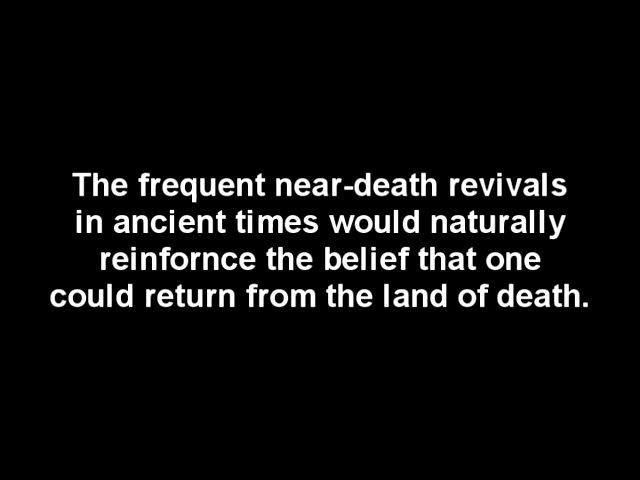 The frequent near-death revivals
in ancient times would naturally
reinfornce the belief that one
could return from the land of death.